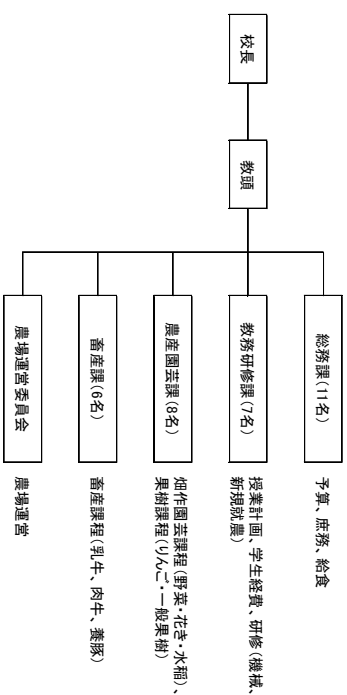 校長
教頭
総務課(11名)
予算、庶務、給食
教務研修課(7名)
授業計画、学生経費、研修(機械、
新規就農)
農産園芸課(8名)
畑作園芸課程(野菜・花き・水稲)、
果樹課程(りんご・一般果樹)
畜産課(6名)
畜産課程(乳牛、肉牛、養豚)
農場運営委員会
農場運営